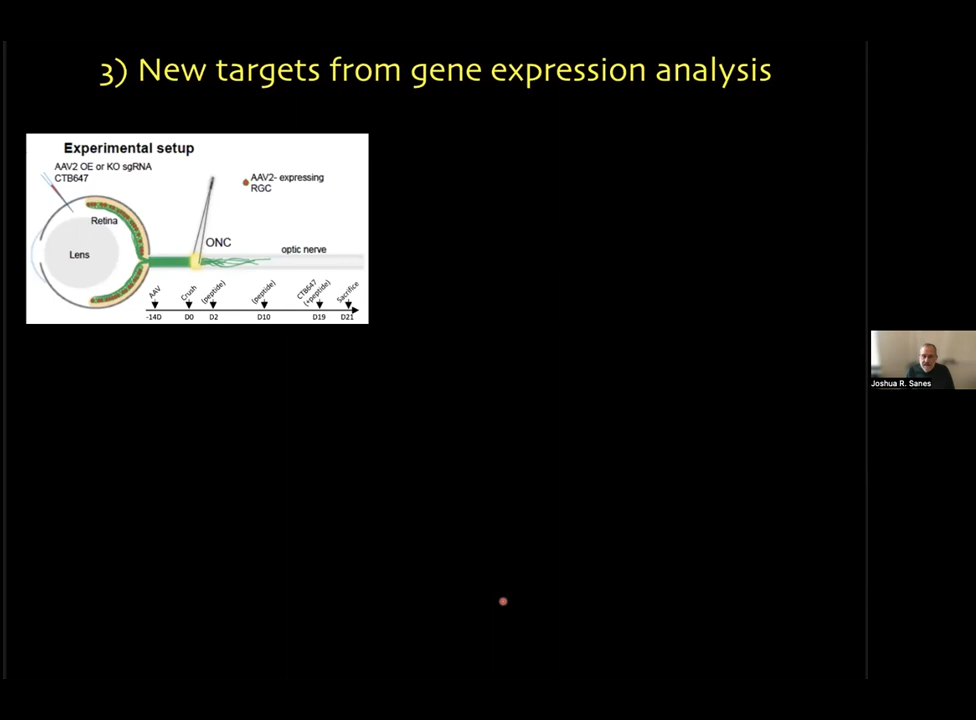 3) New targets from gene expression analysis
Experimental setup
AAV2 OE or KO sgRNA
CTB647
AAV2- expressing
RGC
Retina
ONC
Lens
optic nerve
AAV
Crush
(peptide)
(peptide)
CTB647
(+peptide)
Sacrifice
-14D
D0
D2
D10
D19
D21
Joshua R. Sanes